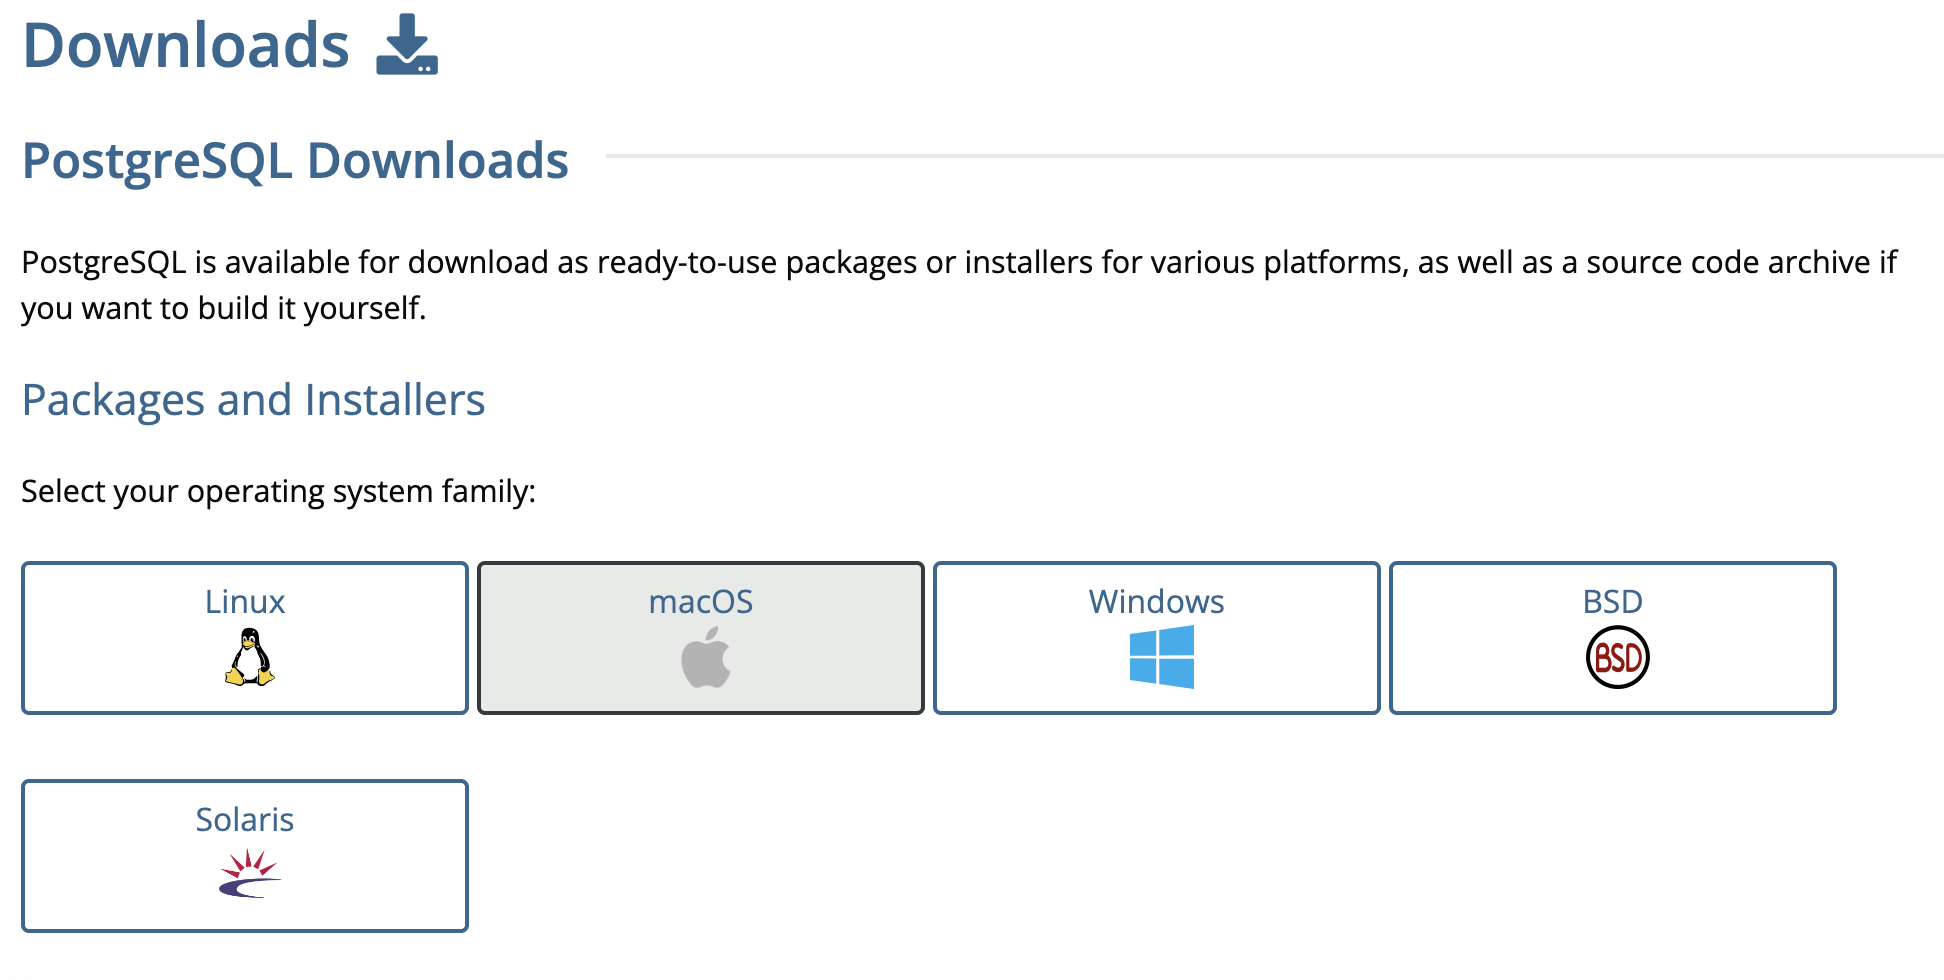 Downloads
PostgreSQL Downloads
PostgreSQL is available for download as ready-to-use packages or installers for various platforms, as well as a source code archive if
you want to build it yourself.
Packages and Installers
Select your operating system family:
Linux
macOS
Windows
BSD
BSD
Solaris